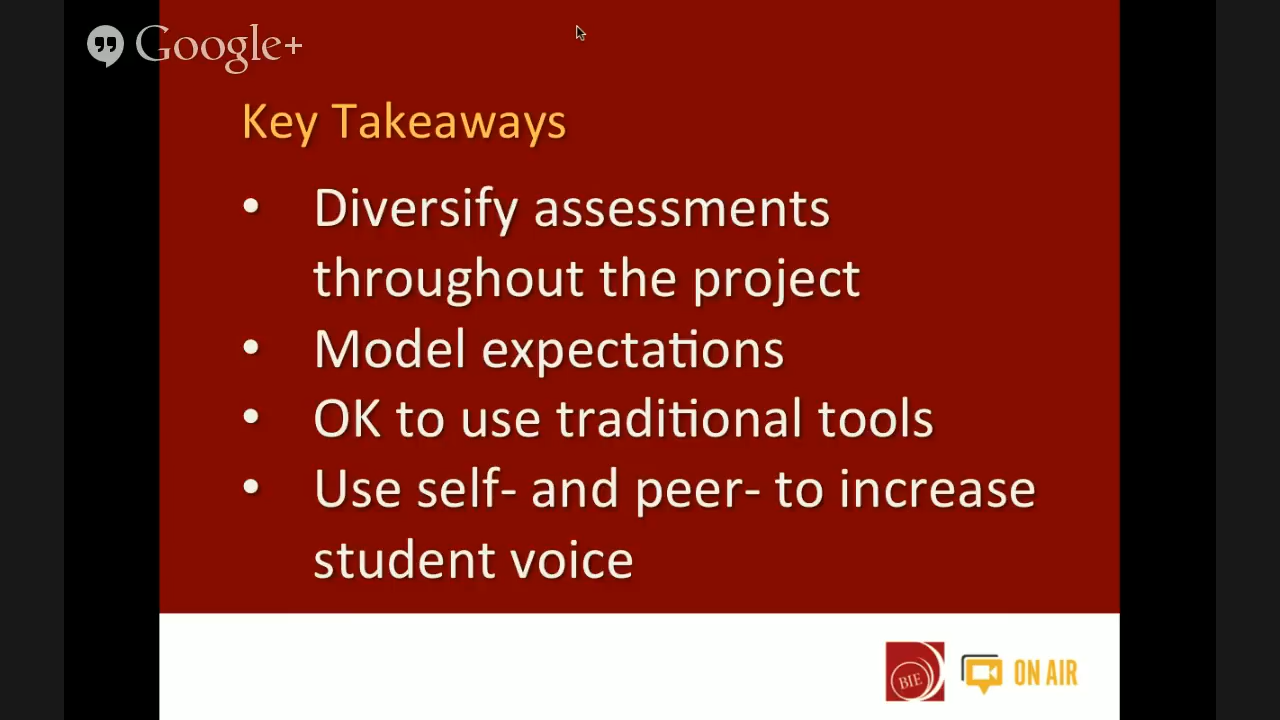 Google+
Key Takeaways
• Diversify assessments
throughout the project
• Model expectations
• OK to use traditional tools
• Use self- and peer- to increase
student voice
BIE
ON AIR